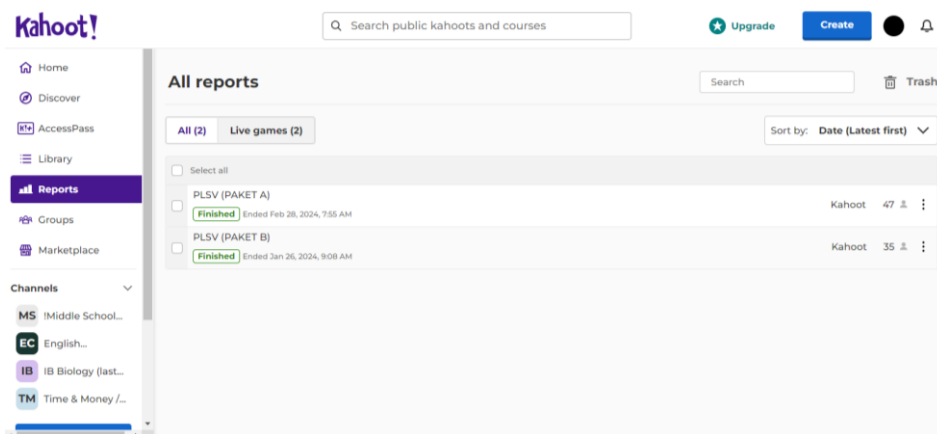 Kahoot!
Search public kahoots and courses
Upgrade
Create
Home
Discover
K!+ AccessPass
Library
Reports
Groups
Marketplace
Channels
MS !Middle School...
EC English...
IB IB Biology (last...
TM Time & Money /...
All reports
Search
Trash
All (2) Live games (2)
Sort by: Date (Latest first)
Select all
PLSV (PAKET A)
Finished Ended Feb 28, 2024, 7:55 AM
Kahoot 47
PLSV (PAKET B)
Finished Ended Jan 26, 2024, 9:08 AM
Kahoot 35